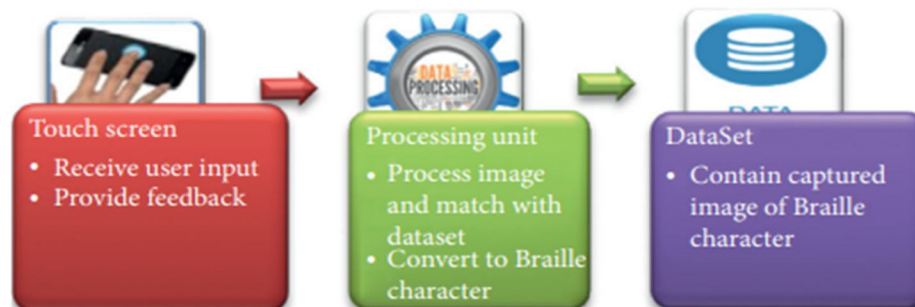 DATA
PROCESSING
DATA
Touch screen
• Receive user input
• Provide feedback
Processing unit
• Process image
and match with
dataset
• Convert to Braille
character
DataSet
• Contain captured
image of Braille
character